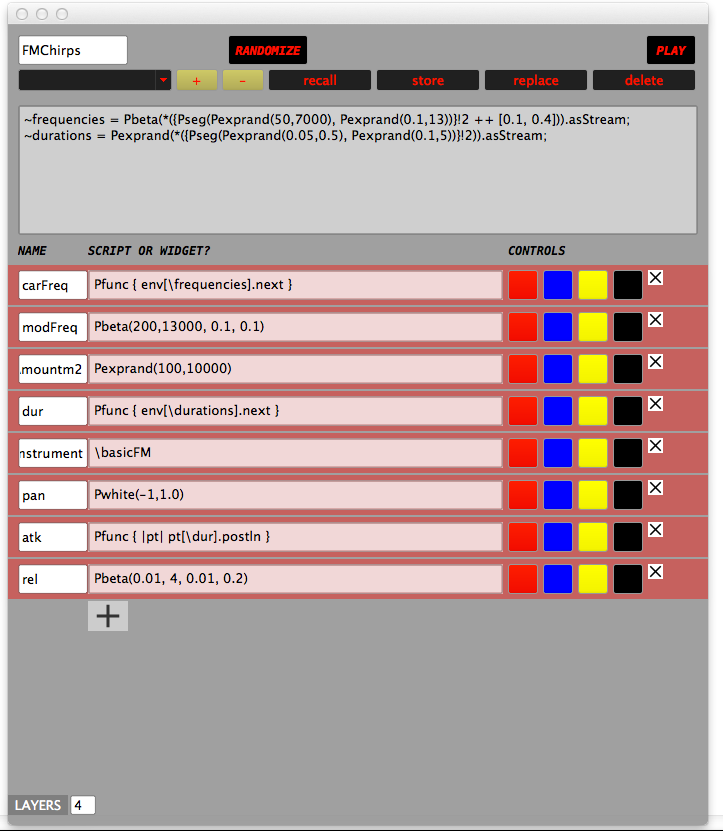 FMChirps RANDOMIZE PLAY
+ - recall store replace delete
~frequencies = Pbeta(*({Pseg(Pexprand(50,7000), Pexprand(0.1,13))}!2 ++ [0.1, 0.4])).asStream;
~durations = Pexprand(*({Pseg(Pexprand(0.05,0.5), Pexprand(0.1,5))}!2)).asStream;
NAME SCRIPT OR WIDGET? CONTROLS
carFreq Pfunc { env[\frequencies].next }
modFreq Pbeta(200,13000, 0.1, 0.1)
.mountm2 Pexprand(100,10000)
dur Pfunc { env[\durations].next }
nstrument \basicFM
pan Pwhite(-1,1.0)
atk Pfunc { |pt| pt[\dur].postln }
rel Pbeta(0.01, 4, 0.01, 0.2)
+
LAYERS 4